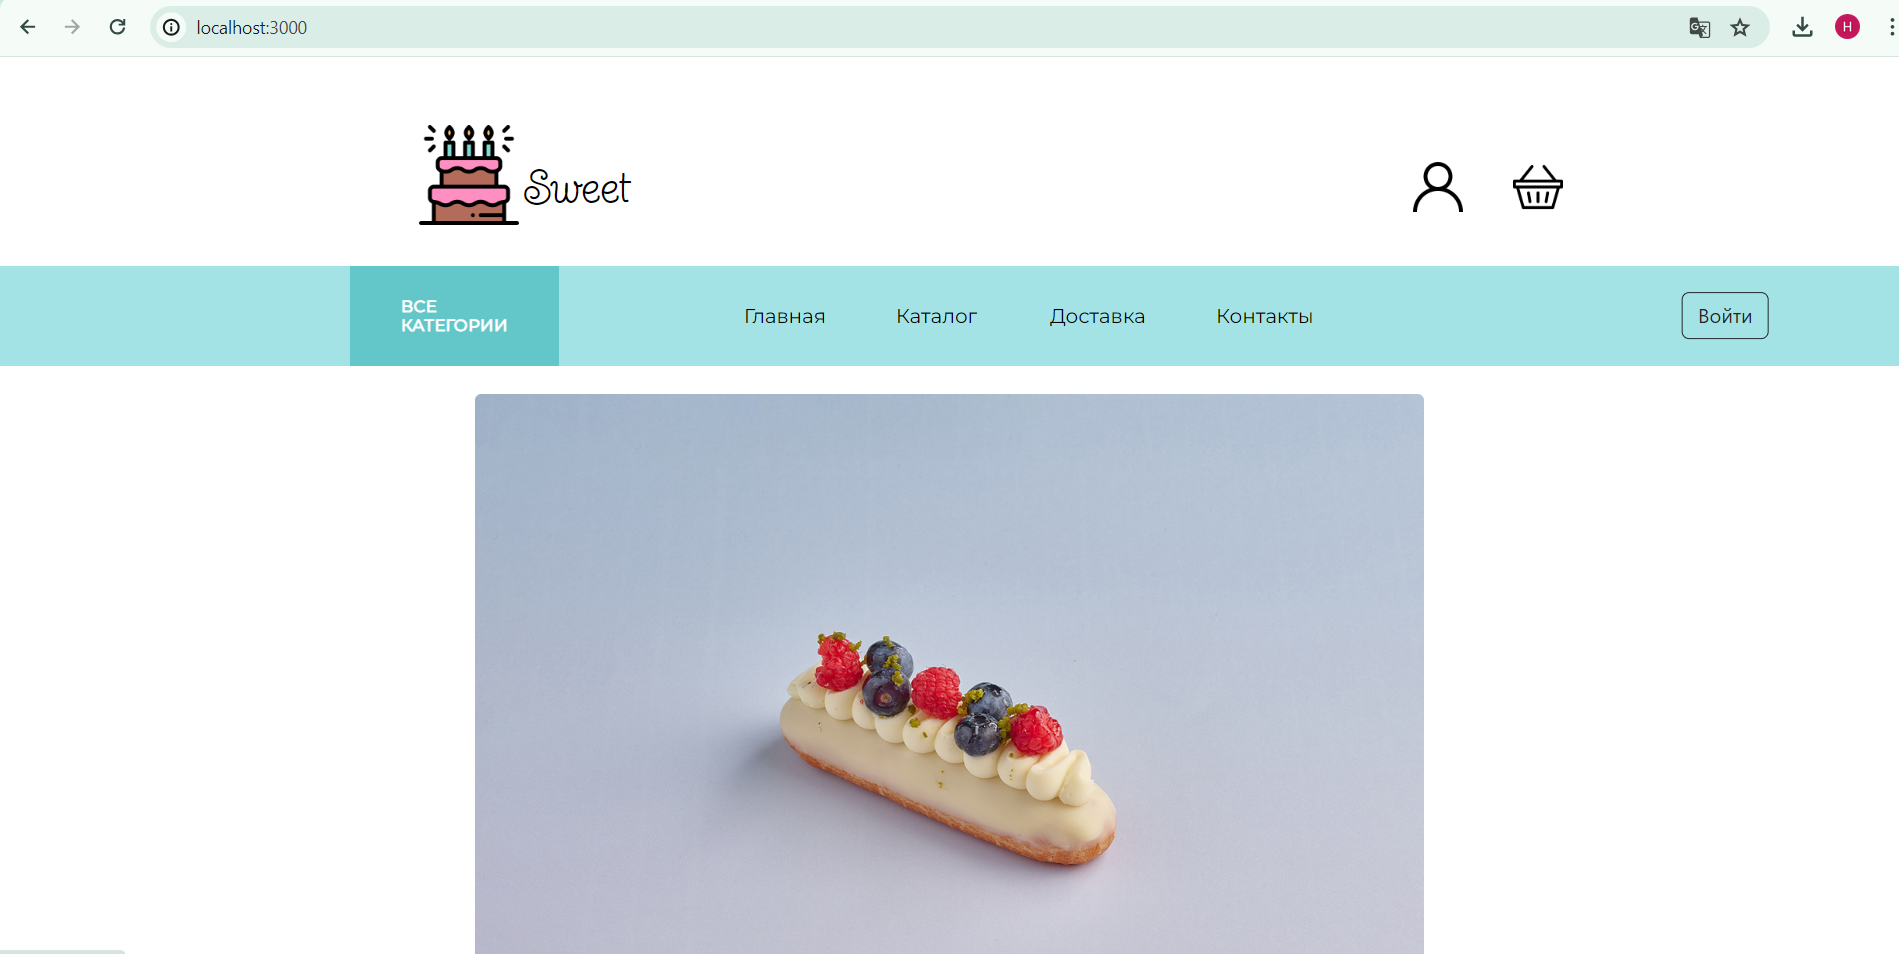 localhost:3000
H
Sweet
ВСЕ
КАТЕГОРИИ
Главная
Каталог
Доставка
Контакты
Войти